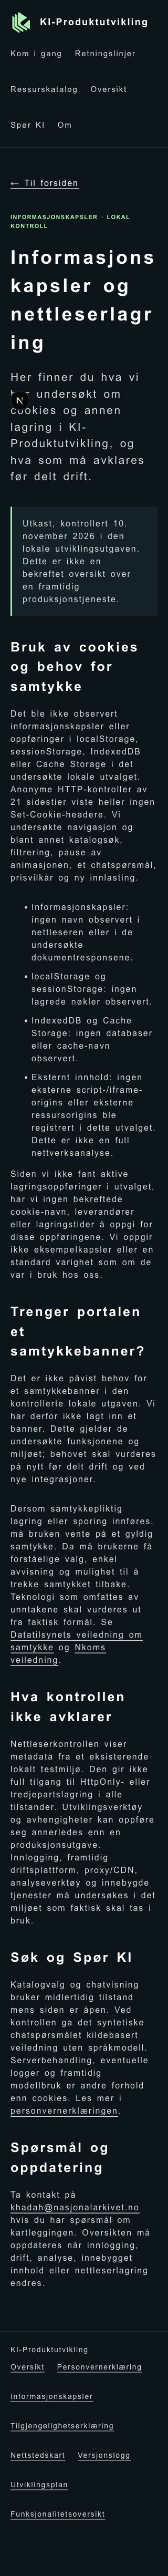 KI-Produktutvikling
Kom i gang Retningslinjer
Ressurskatalog Oversikt
Spør KI Om
← Til forsiden
INFORMASJONSKAPSLER · LOKAL
KONTROLL
Informasjons
kapsler og
nettleserlagr
ing
Her finner du hva vi
har undersøkt om
cookies og annen
lagring i KI-
Produktutvikling, og
hva som må avklares
før delt drift.
N
Utkast, kontrollert 10.
november 2026 i den
lokale utviklingsutgaven.
Dette er ikke en
bekreftet oversikt over
en framtidig
produksjonstjeneste.
Bruk av cookies
og behov for
samtykke
Det ble ikke observert
informasjonskapsler eller
oppføringer i localStorage,
sessionStorage, IndexedDB
eller Cache Storage i det
undersøkte lokale utvalget.
Anonyme HTTP-kontroller av
21 sidestier viste heller ingen
Set-Cookie-headere. Vi
undersøkte navigasjon og
blant annet katalogsøk,
filtrering, pause av
animasjonen, et chatspørsmål,
prisvilkår og ny innlasting.
• Informasjonskapsler:
ingen navn observert i
nettleseren eller i de
undersøkte
dokumentresponsene.
• localStorage og
sessionStorage: ingen
lagrede nøkler observert.
• IndexedDB og Cache
Storage: ingen databaser
eller cache-navn
observert.
• Eksternt innhold: ingen
eksterne script-/iframe-
origins eller eksterne
ressursorigins ble
registrert i dette utvalget.
Dette er ikke en full
nettverksanalyse.
Siden vi ikke fant aktive
lagringsoppføringer i utvalget,
har vi ingen bekreftede
cookie-navn, leverandører
eller lagringstider å oppgi for
disse oppføringene. Vi oppgir
ikke eksempelkapsler eller en
standard varighet som om de
var i bruk hos oss.
Trenger portalen
et
samtykkebanner?
Det er ikke påvist behov for
et samtykkebanner i den
kontrollerte lokale utgaven. Vi
har derfor ikke lagt inn et
banner. Dette gjelder de
undersøkte funksjonene og
miljøet; behovet skal vurderes
på nytt før delt drift og ved
nye integrasjoner.
Dersom samtykkepliktig
lagring eller sporing innføres,
må bruken vente på et gyldig
samtykke. Da må brukerne få
forståelige valg, enkel
avvisning og mulighet til å
trekke samtykket tilbake.
Teknologi som omfattes av
unntakene skal vurderes ut
fra faktisk formål. Se
Datatilsynets veiledning om
samtykke og Nkoms
veiledning.
Hva kontrollen
ikke avklarer
Nettleserkontrollen viser
metadata fra et eksisterende
lokalt testmiljø. Den gir ikke
full tilgang til HttpOnly- eller
tredjepartslagring i alle
tilstander. Utviklingsverktøy
og avhengigheter kan oppføre
seg annerledes enn en
produksjonsutgave.
Innlogging, framtidig
driftsplattform, proxy/CDN,
analyseverktøy og innebygde
tjenester må undersøkes i det
miljøet som faktisk skal tas i
bruk.
Søk og Spør KI
Katalogvalg og chatvisning
bruker midlertidig tilstand
mens siden er åpen. Ved
kontrollen ga det syntetiske
chatspørsmålet kildebasert
veiledning uten språkmodell.
Serverbehandling, eventuelle
logger og framtidig
modellbruk er andre forhold
enn cookies. Les mer i
personvernerklæringen.
Spørsmål og
oppdatering
Ta kontakt på
khadah@nasjonalarkivet.no
hvis du har spørsmål om
kartleggingen. Oversikten må
oppdateres når innlogging,
drift, analyse, innebygget
innhold eller nettleserlagring
endres.
KI-Produktutvikling
Oversikt Personvernerklæring
Informasjonskapsler
Tilgjengelighetserklæring
Nettstedskart Versjonslogg
Utviklingsplan
Funksjonalitetsoversikt